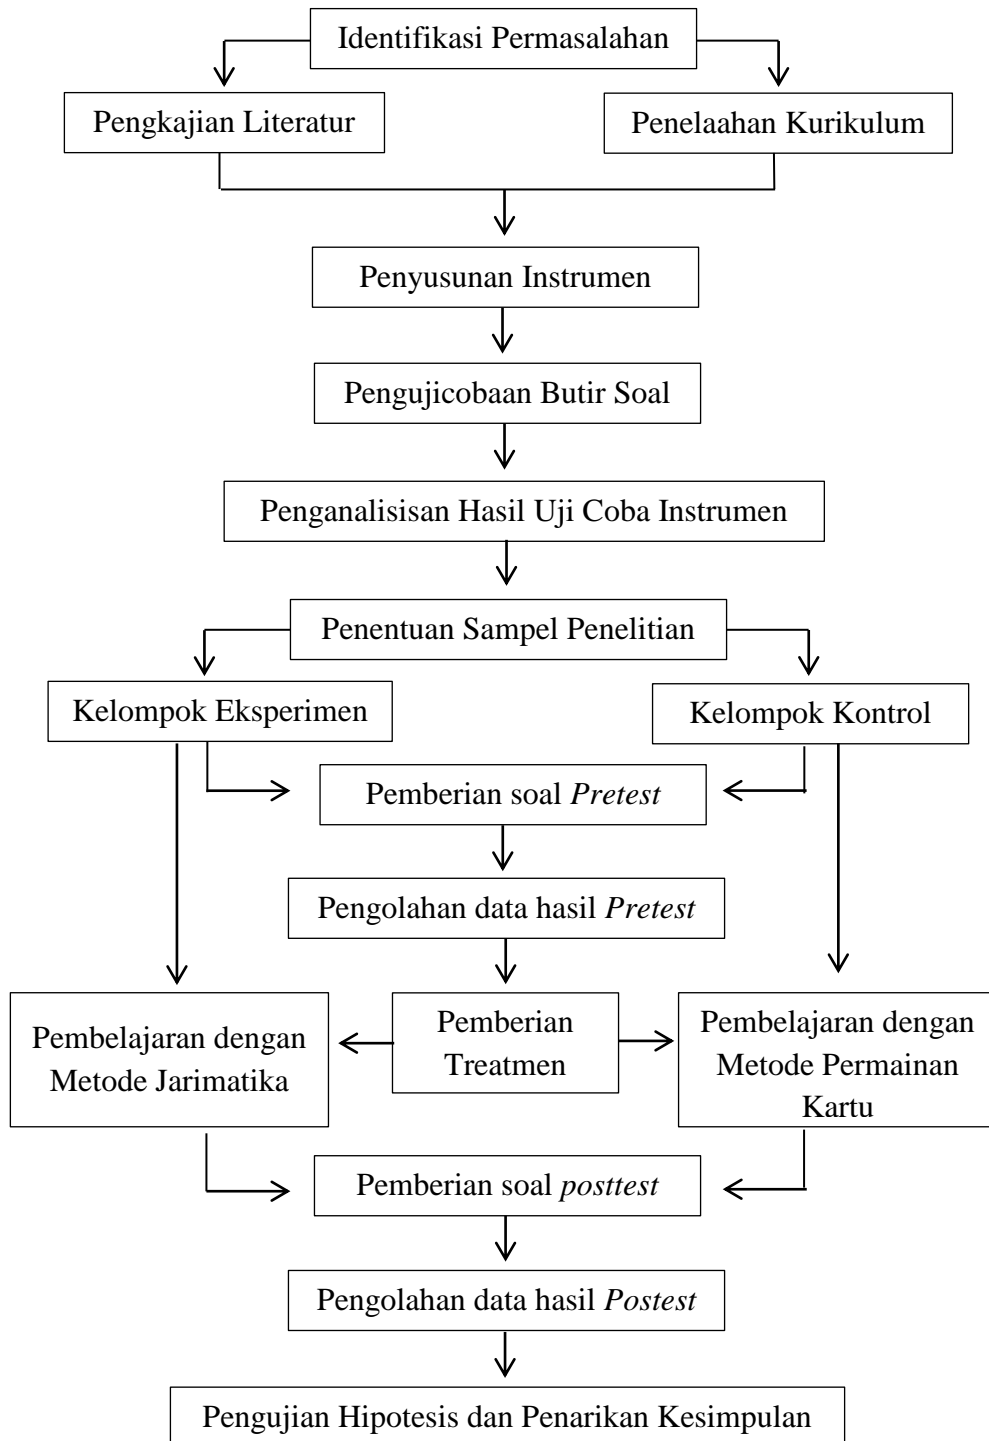 Identifikasi Permasalahan
Pengkajian Literatur
Penelaahan Kurikulum
Penyusunan Instrumen
Pengujicobaan Butir Soal
Penganalisisan Hasil Uji Coba Instrumen
Penentuan Sampel Penelitian
Kelompok Eksperimen
Kelompok Kontrol
Pemberian soal Pretest
Pengolahan data hasil Pretest
Pembelajaran dengan
Metode Jarimatika
Pemberian
Treatmen
Pembelajaran dengan
Metode Permainan
Kartu
Pemberian soal posttest
Pengolahan data hasil Postest
Pengujian Hipotesis dan Penarikan Kesimpulan